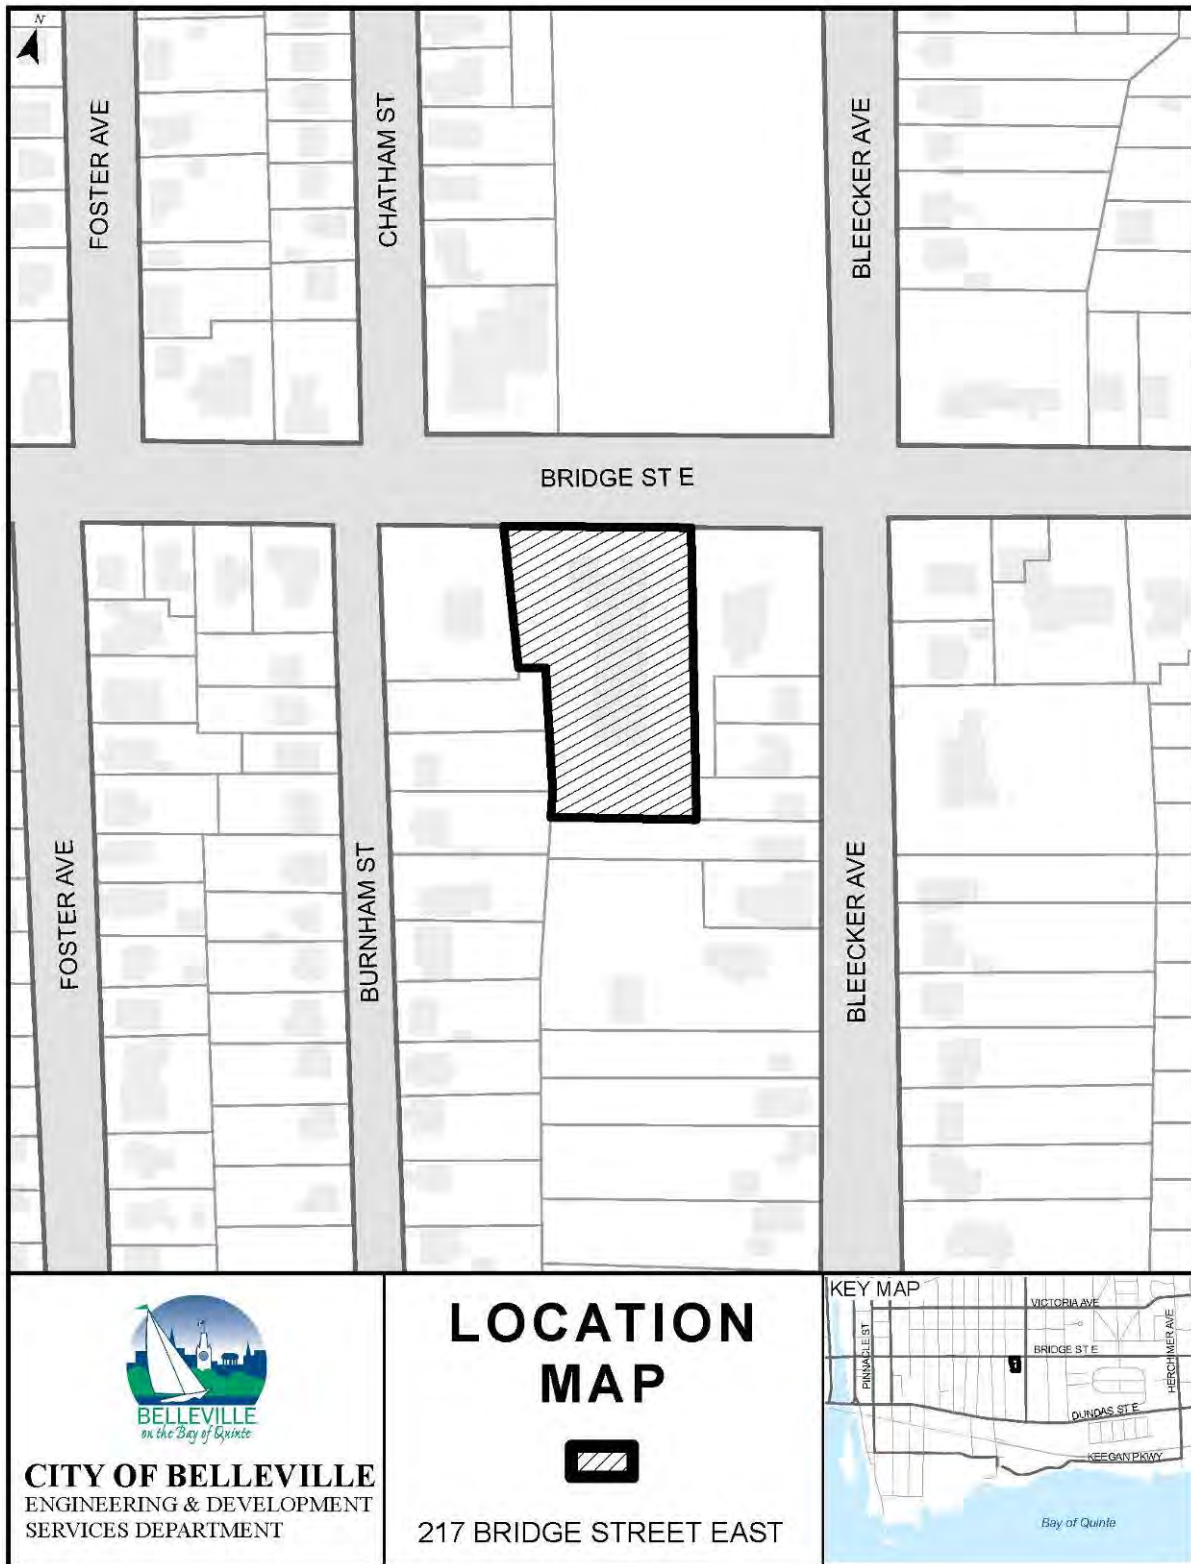 N
FOSTER AVE
CHATHAM ST
BLEECKER AVE
BRIDGE ST E
FOSTER AVE
BURNHAM ST
BLEECKER AVE
BELLEVILLE
on the Bay of Quinte
CITY OF BELLEVILLE
ENGINEERING & DEVELOPMENT
SERVICES DEPARTMENT
LOCATION
MAP
217 BRIDGE STREET EAST
KEY MAP
VICTORIA AVE
PINNACLE ST
BRIDGE ST E
HERCHIMER AVE
DUNDAS ST E
KEEGAN PKWY
Bay of Quinte